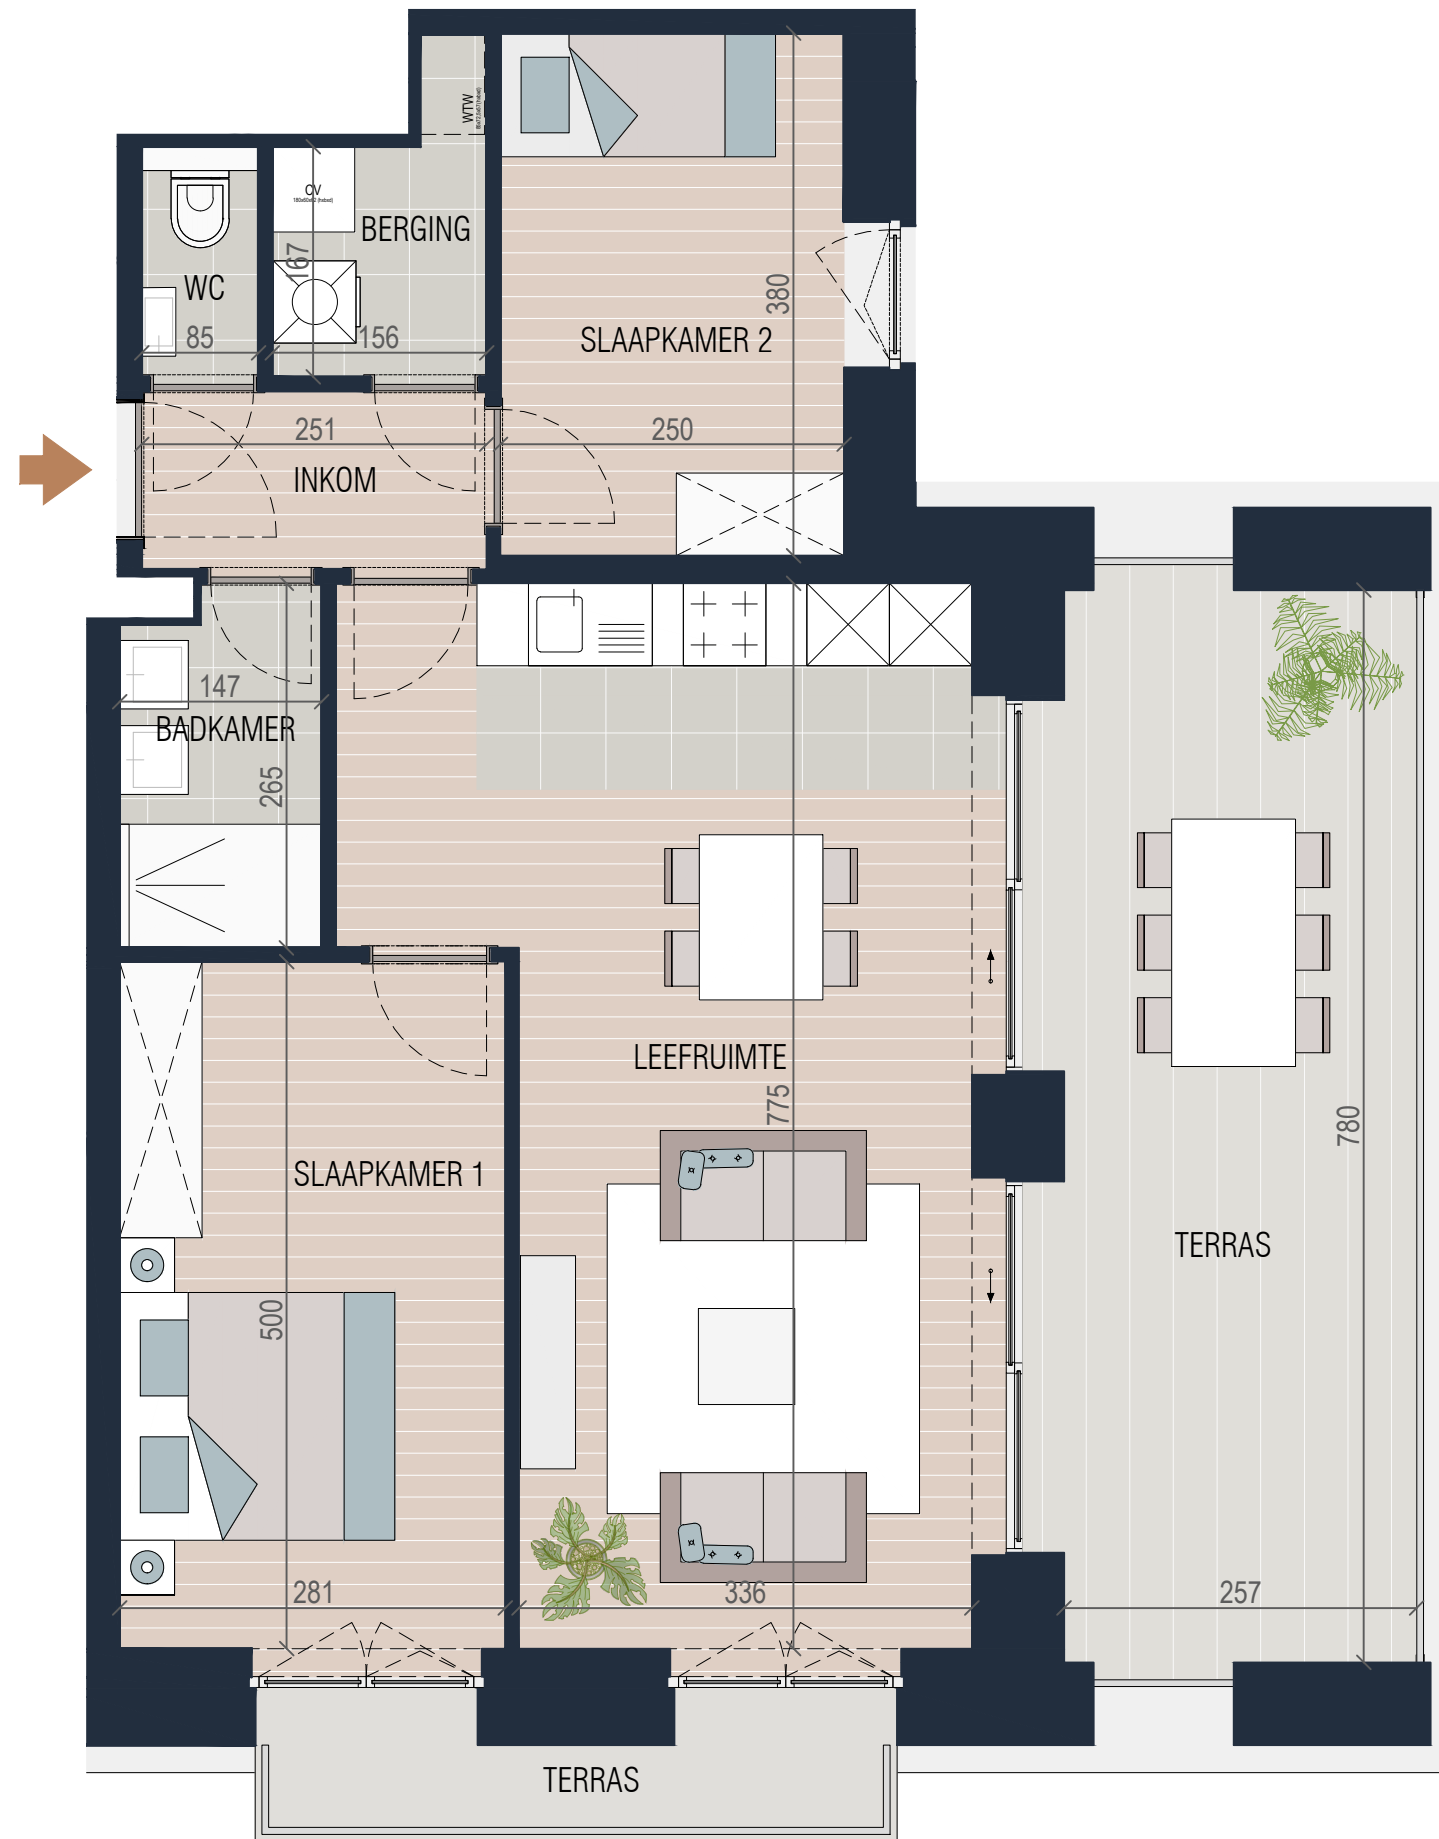 WTW
CV
BERGING
167
WC
85
156
380
SLAAPKAMER 2
251
250
INKOM
147
BADKAMER
265
LEEFRUIMTE
775
780
SLAAPKAMER 1
TERRAS
500
281
336
257
TERRAS